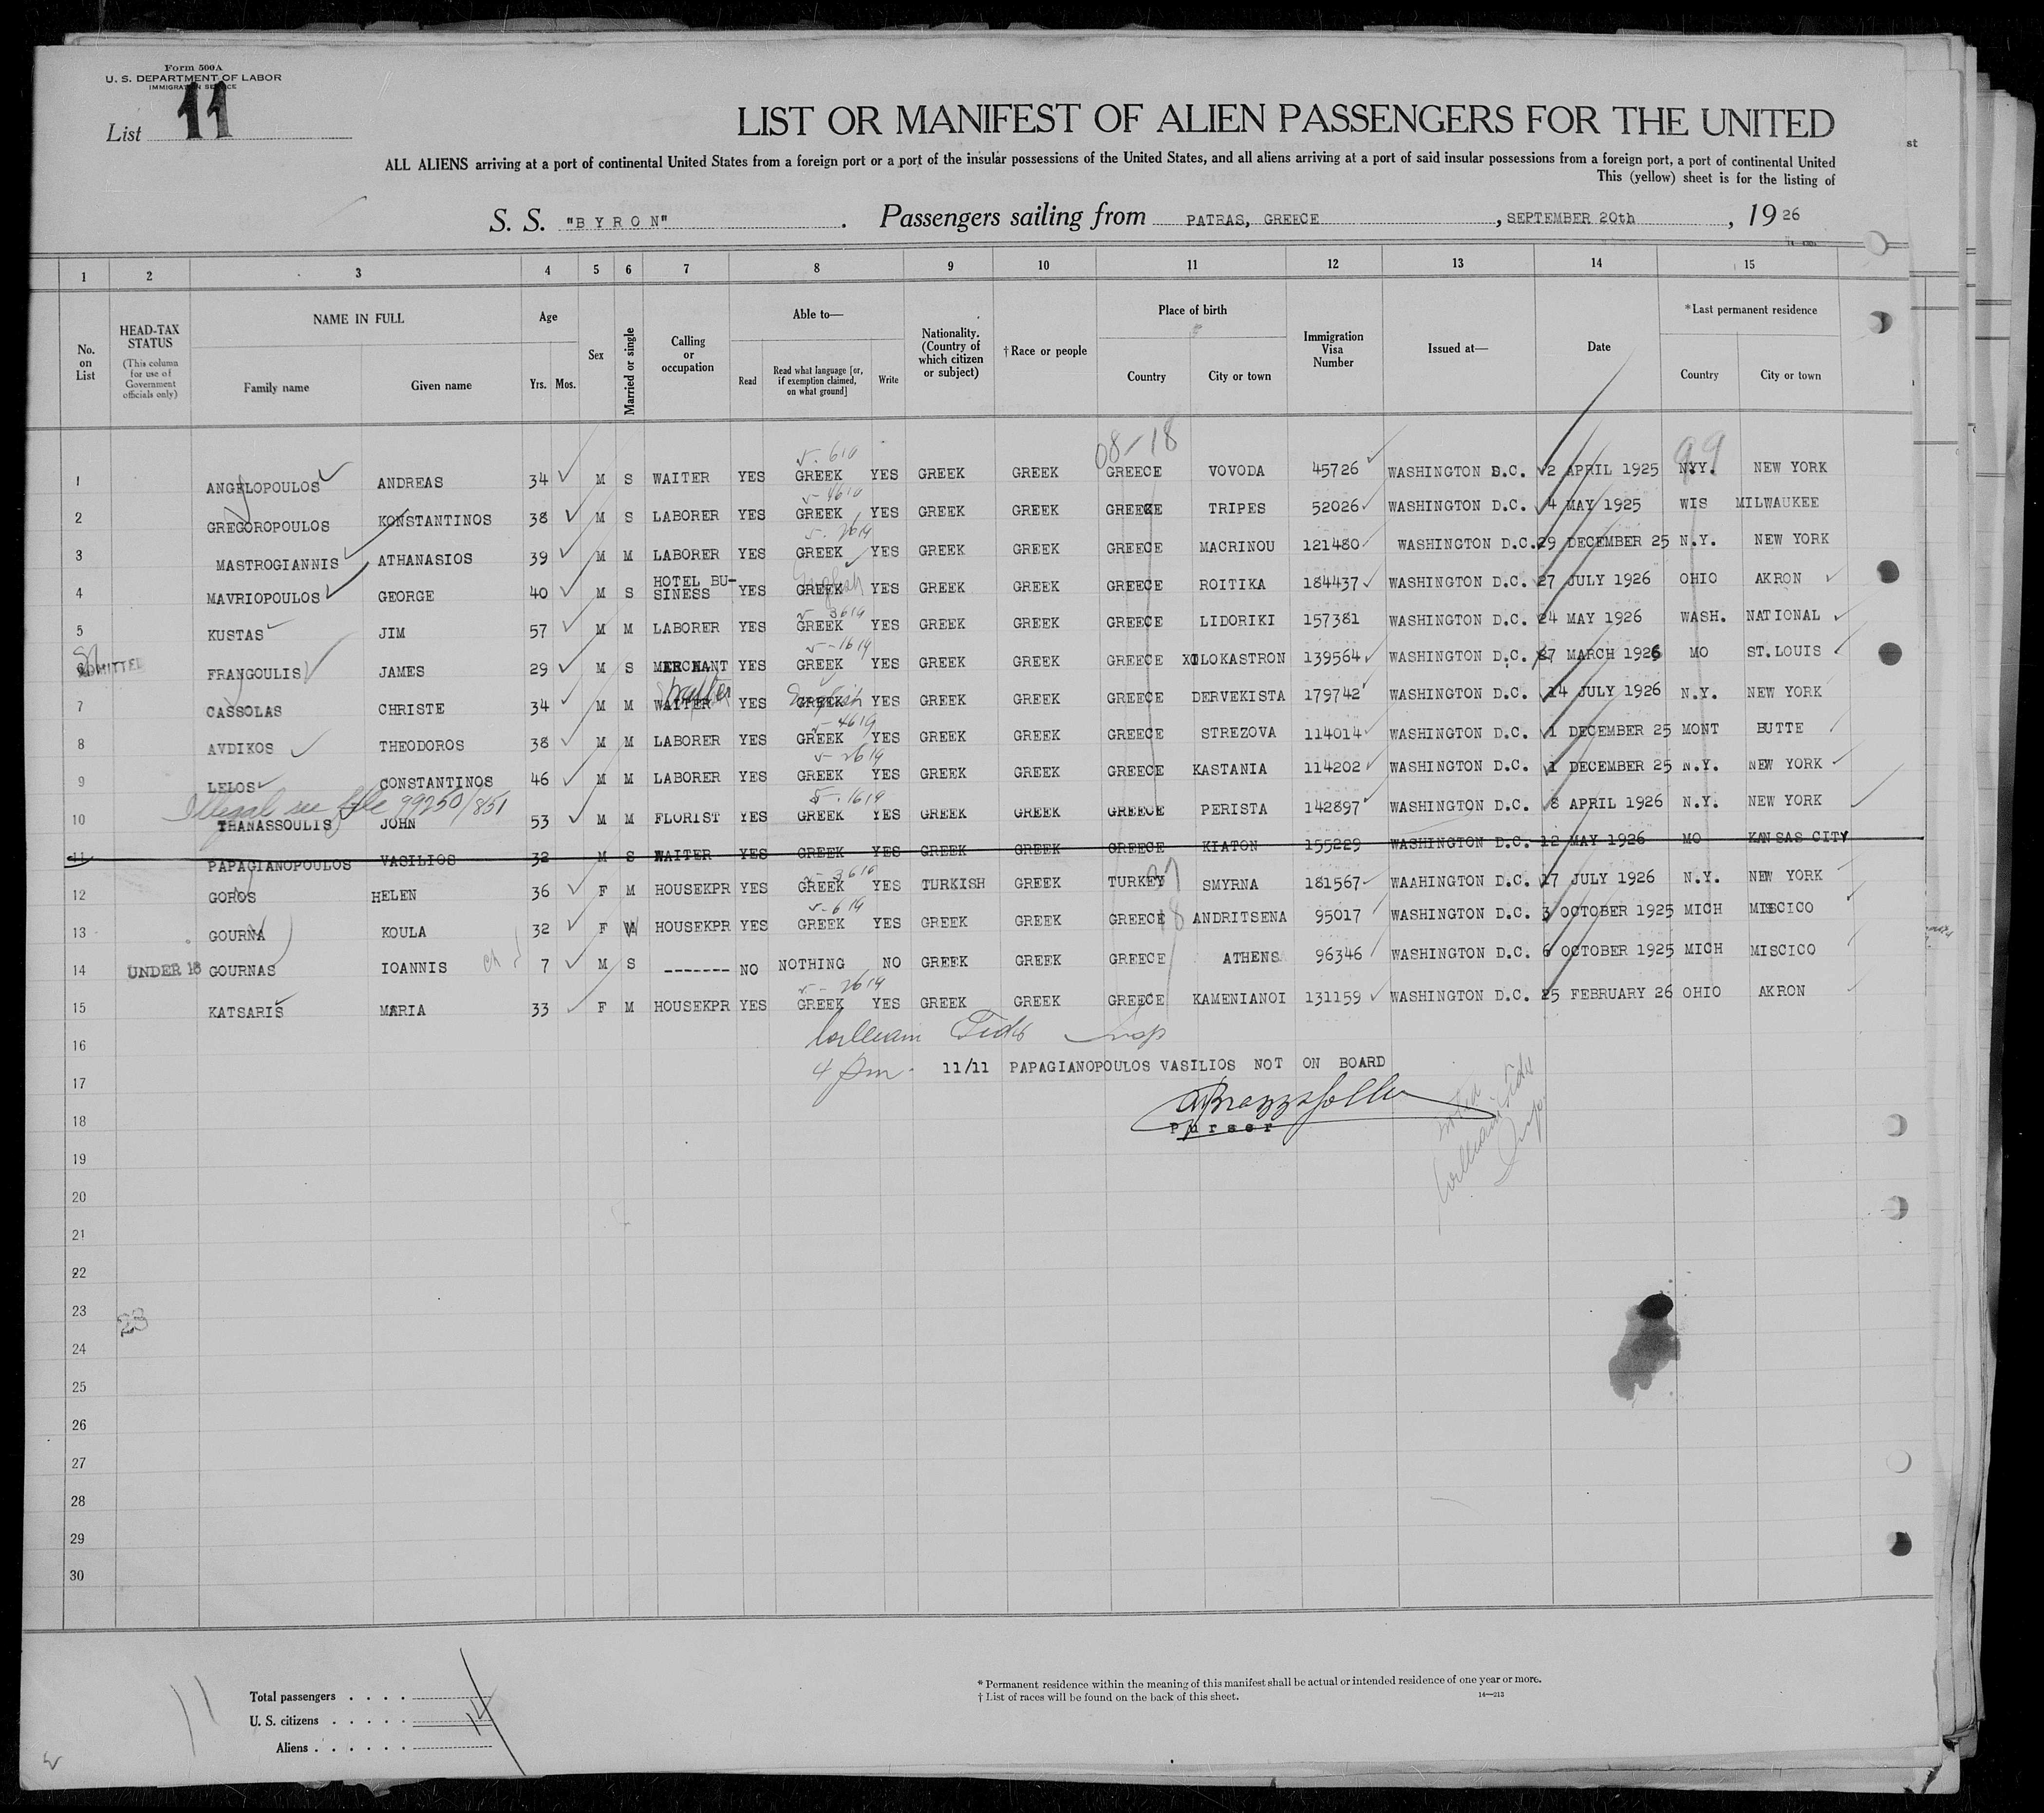 Form 500A
U. S. DEPARTMENT OF LABOR
IMMIGRATION SERVICE
List 11
LIST OR MANIFEST OF ALIEN PASSENGERS FOR THE UNITED
ALL ALIENS arriving at a port of continental United States from a foreign port or a port of the insular possessions of the United States, and all aliens arriving at a port of said insular possessions from a foreign port, a port of continental United
This (yellow) sheet is for the listing of
S. S. "BYRON". Passengers sailing from PATRAS, GREECE, SEPTEMBER 20th, 1926
1 2 3 4 5 6 7 8 9 10 11 12 13 14 15
No. on List
HEAD-TAX STATUS (This column for use of Government officials only)
NAME IN FULL Family name Given name
Age Yrs. Mos.
Sex
Married or single
Calling or occupation
Able to— Read Read what language [or, if exemption claimed, on what ground] Write
Nationality. (Country of which citizen or subject)
†Race or people
Place of birth Country City or town
Immigration Visa Number
Issued at—
Date
*Last permanent residence Country City or town
08-18 99
1 ANGELOPOULOS ANDREAS 34 M S WAITER YES GREEK YES GREEK GREEK GREECE VOVODA 45726 WASHINGTON D.C. 2 APRIL 1925 N.Y. NEW YORK
2 GREGOROPOULOS KONSTANTINOS 38 M S LABORER YES GREEK YES GREEK GREEK GREECE TRIPES 52026 WASHINGTON D.C. 4 MAY 1925 WIS MILWAUKEE
3 MASTROGIANNIS ATHANASIOS 39 M M LABORER YES GREEK YES GREEK GREEK GREECE MACRINOU 121480 WASHINGTON D.C. 29 DECEMBER 25 N.Y. NEW YORK
4 MAVRIOPOULOS GEORGE 40 M S HOTEL BU-SINESS YES GREEK English YES GREEK GREEK GREECE ROITIKA 184437 WASHINGTON D.C. 27 JULY 1926 OHIO AKRON
5 KUSTAS JIM 57 M M LABORER YES GREEK YES GREEK GREEK GREECE LIDORIKI 157381 WASHINGTON D.C. 24 MAY 1926 WASH. NATIONAL
6 ADMITTED FRANGOULIS JAMES 29 M S MERCHANT YES GREEK YES GREEK GREEK GREECE XILOKASTRON 139564 WASHINGTON D.C. 27 MARCH 1926 MO ST.LOUIS
7 CASSOLAS CHRISTE 34 M M WAITER YES GREEK English YES GREEK GREEK GREECE DERVEKISTA 179742 WASHINGTON D.C. 14 JULY 1926 N.Y. NEW YORK
8 AVDIKOS THEODOROS 38 M M LABORER YES GREEK YES GREEK GREEK GREECE STREZOVA 114014 WASHINGTON D.C. 1 DECEMBER 25 MONT BUTTE
9 LELOS CONSTANTINOS 46 M M LABORER YES GREEK YES GREEK GREEK GREECE KASTANIA 114202 WASHINGTON D.C. 1 DECEMBER 25 N.Y. NEW YORK
Illegal see file 99250/851
10 THANASSOULIS JOHN 53 M M FLORIST YES GREEK YES GREEK GREEK GREECE PERISTA 142897 WASHINGTON D.C. 8 APRIL 1926 N.Y. NEW YORK
11 PAPAGIANOPOULOS VASILIOS 32 M S WAITER YES GREEK YES GREEK GREEK GREECE KIATON 155229 WASHINGTON D.C. 12 MAY 1926 MO KANSAS CITY
12 GOROS HELEN 36 F M HOUSEKPR YES GREEK YES TURKISH GREEK TURKEY SMYRNA 181567 WAAHINGTON D.C. 17 JULY 1926 N.Y. NEW YORK
13 GOURNA KOULA 32 F W HOUSEKPR YES GREEK YES GREEK GREEK GREECE ANDRITSENA 95017 WASHINGTON D.C. 3 OCTOBER 1925 MICH MISCICO
14 UNDER 18 GOURNAS IOANNIS 7 M S ------- NO NOTHING NO GREEK GREEK GREECE ATHENS 96346 WASHINGTON D.C. 6 OCTOBER 1925 MICH MISCICO
15 KATSARIS MARIA 33 F M HOUSEKPR YES GREEK YES GREEK GREEK GREECE KAMENIANOI 131159 WASHINGTON D.C. 25 FEBRUARY 26 OHIO AKRON
16 William Insp
4 pm. 11/11 PAPAGIANOPOULOS VASILIOS NOT ON BOARD
17
Purser
18
19
20
21
22
23
24
25
26
27
28
29
30
Total passengers
U. S. citizens
Aliens
* Permanent residence within the meaning of this manifest shall be actual or intended residence of one year or more.
† List of races will be found on the back of this sheet.
14—213